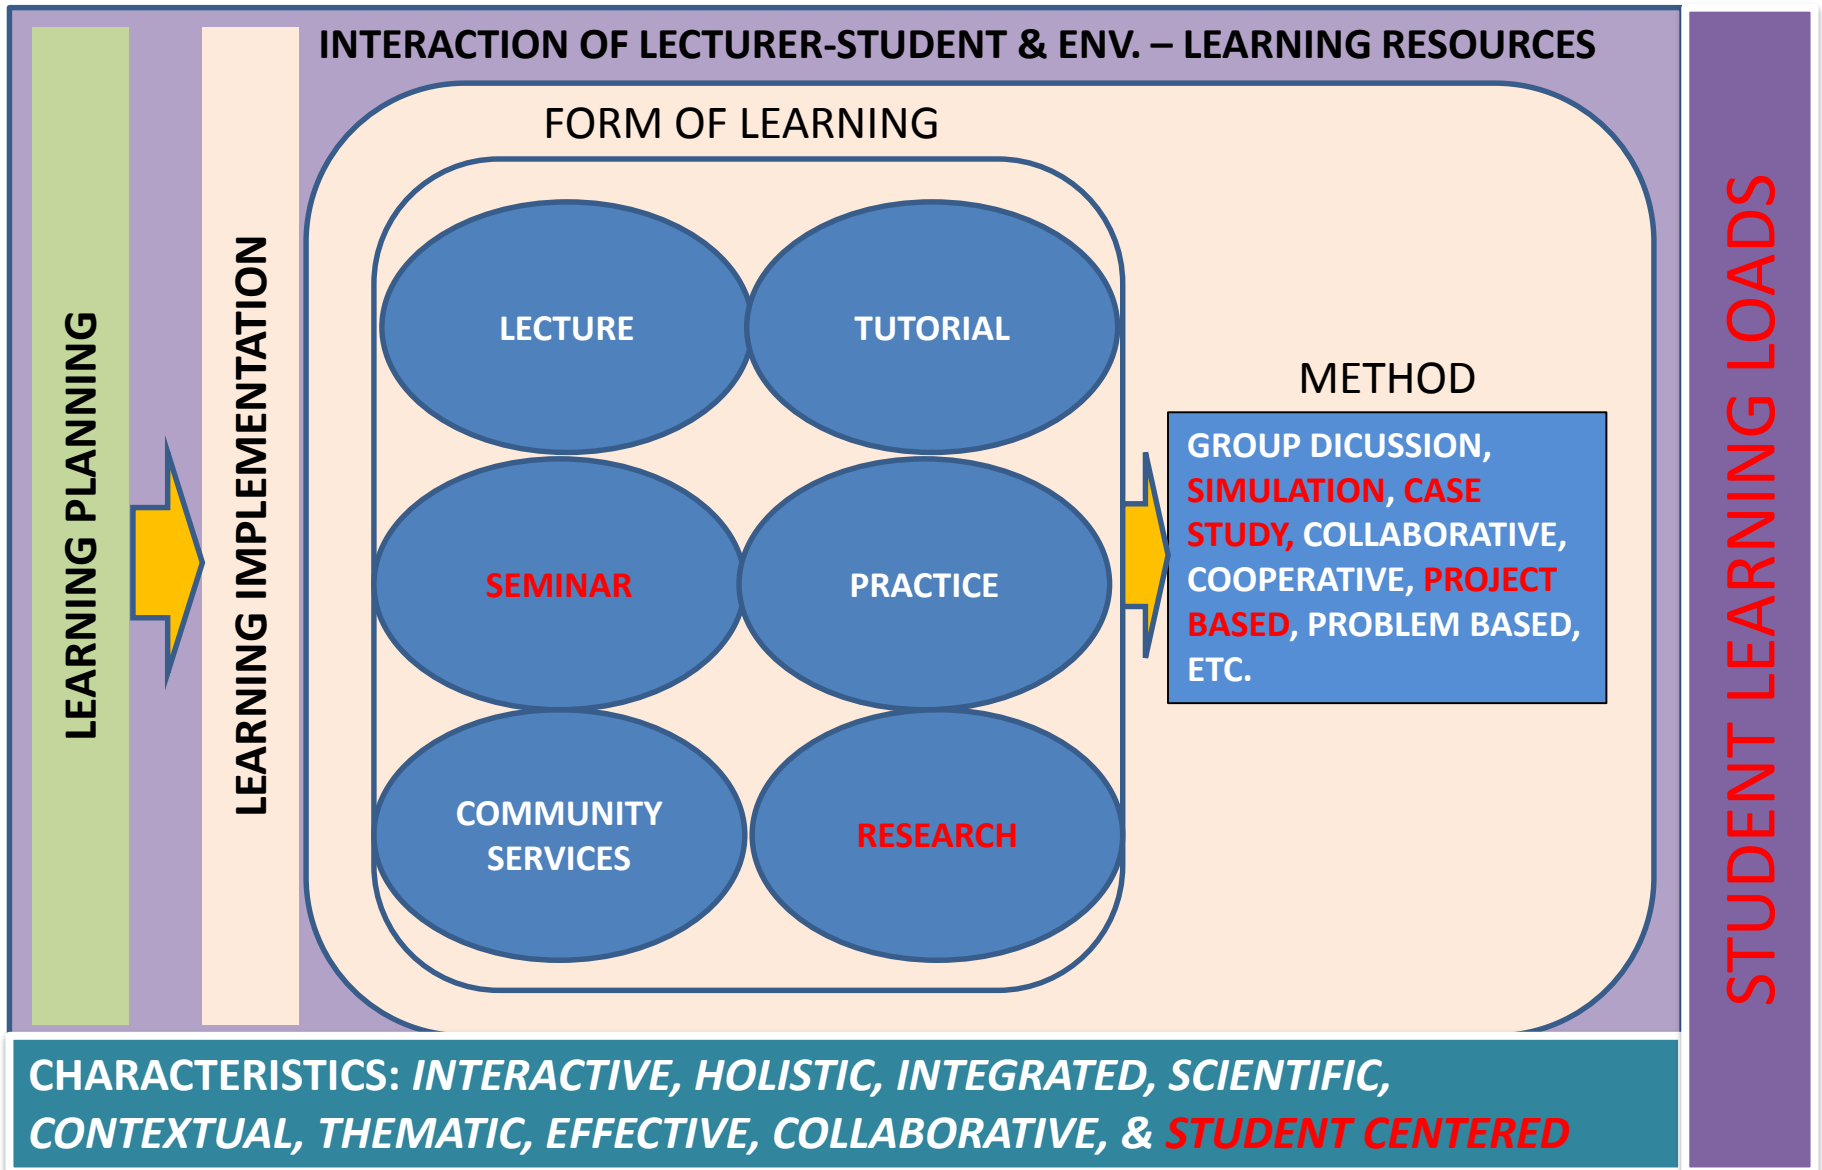 INTERACTION OF LECTURER-STUDENT & ENV. – LEARNING RESOURCES
LEARNING PLANNING
LEARNING IMPLEMENTATION
FORM OF LEARNING
LECTURE
TUTORIAL
SEMINAR
PRACTICE
COMMUNITY
SERVICES
RESEARCH
METHOD
GROUP DICUSSION,
SIMULATION, CASE
STUDY, COLLABORATIVE,
COOPERATIVE, PROJECT
BASED, PROBLEM BASED,
ETC.
STUDENT LEARNING LOADS
CHARACTERISTICS: INTERACTIVE, HOLISTIC, INTEGRATED, SCIENTIFIC,
CONTEXTUAL, THEMATIC, EFFECTIVE, COLLABORATIVE, & STUDENT CENTERED